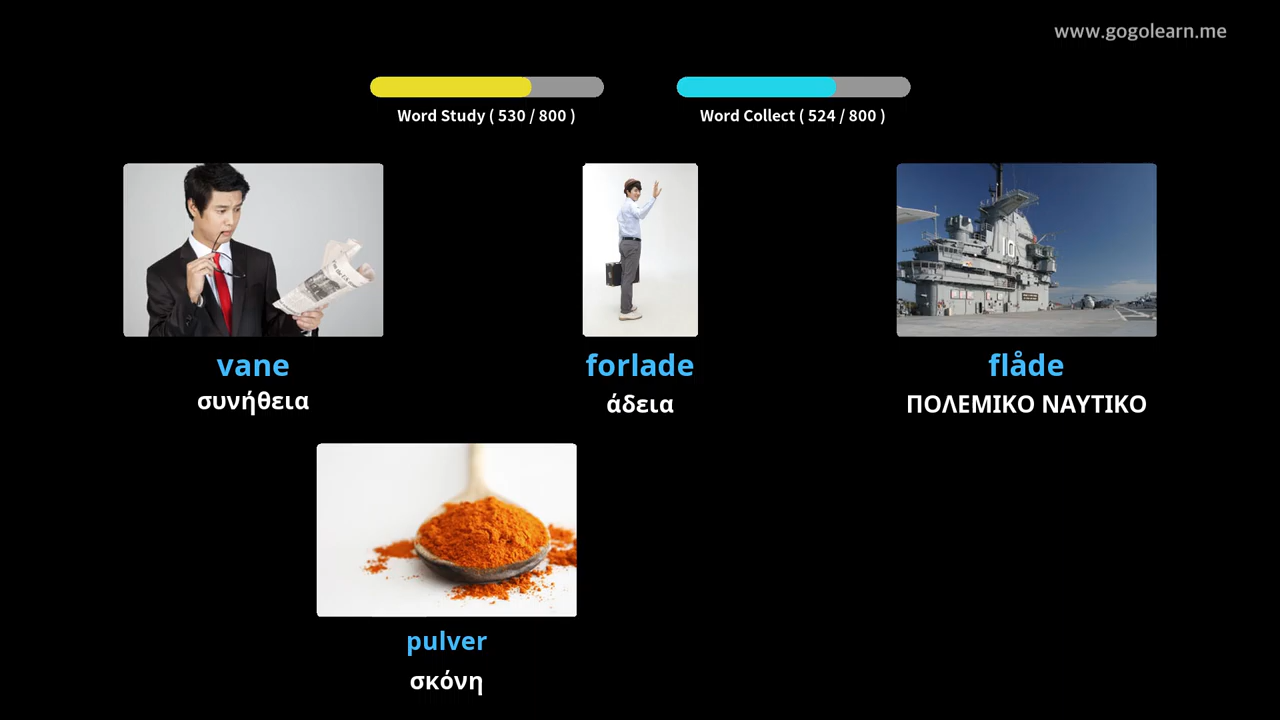 www.gogolearn.me
Word Study ( 530 / 800 )
Word Collect ( 524 / 800 )
vane
συνήθεια
forlade
άδεια
flåde
ΠΟΛΕΜΙΚΟ ΝΑΥΤΙΚΟ
10
pulver
σκόνη